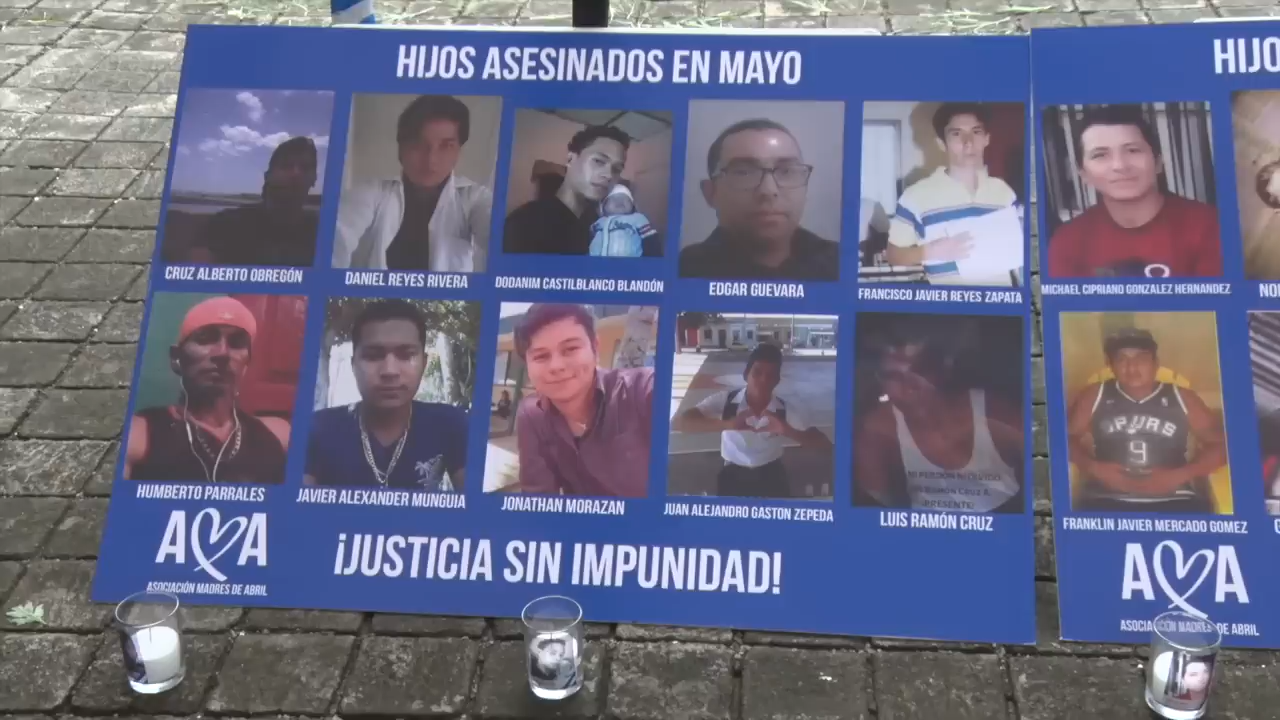 HIJOS ASESINADOS EN MAYO
CRUZ ALBERTO OBREGÓN
DANIEL REYES RIVERA
DODANIM CASTILBLANCO BLANDÓN
EDGAR GUEVARA
FRANCISCO JAVIER REYES ZAPATA
HUMBERTO PARRALES
JAVIER ALEXANDER MUNGUIA
JONATHAN MORAZAN
JUAN ALEJANDRO GASTON ZEPEDA
LUIS RAMÓN CRUZ
PRESENTE
AMA
ASOCIACIÓN MADRES DE ABRIL
¡JUSTICIA SIN IMPUNIDAD!
HIJO
MICHAEL CIPRIANO GONZALEZ HERNANDEZ
NO
SPURS
9
FRANKLIN JAVIER MERCADO GOMEZ
AMA
ASOCIACIÓN MADRES DE ABRIL